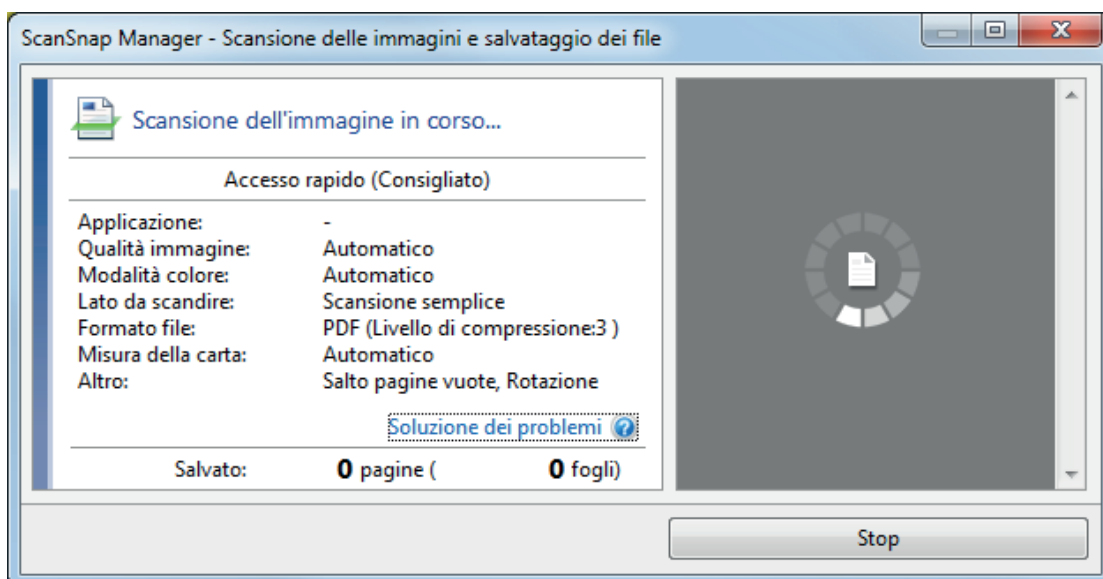 ScanSnap Manager - Scansione delle immagini e salvataggio dei file
Scansione dell'immagine in corso...
Accesso rapido (Consigliato)
Applicazione: -
Qualità immagine: Automatico
Modalità colore: Automatico
Lato da scandire: Scansione semplice
Formato file: PDF (Livello di compressione:3 )
Misura della carta: Automatico
Altro: Salto pagine vuote, Rotazione
Soluzione dei problemi
Salvato: 0 pagine ( 0 fogli)
Stop